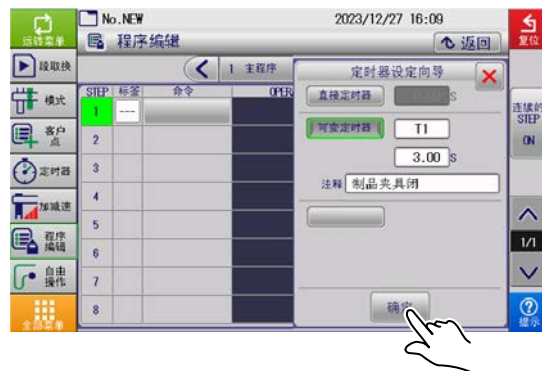 No.NEW
2023/12/27 16:09
运转菜单
程序编辑
返回
复位
段取换
1 主程序
定时器设定向导
STEP 标签 命令
直接定时器 0.00 S
模式
1 ---
连续的
STEP
ON
客户
点
2
可变定时器 T1
3.00 S
定时器
3
注释 制品夹具闭
加减速
4
5
程序
编辑
6
1/1
自由
操作
7
确定
全部菜单
8
提示